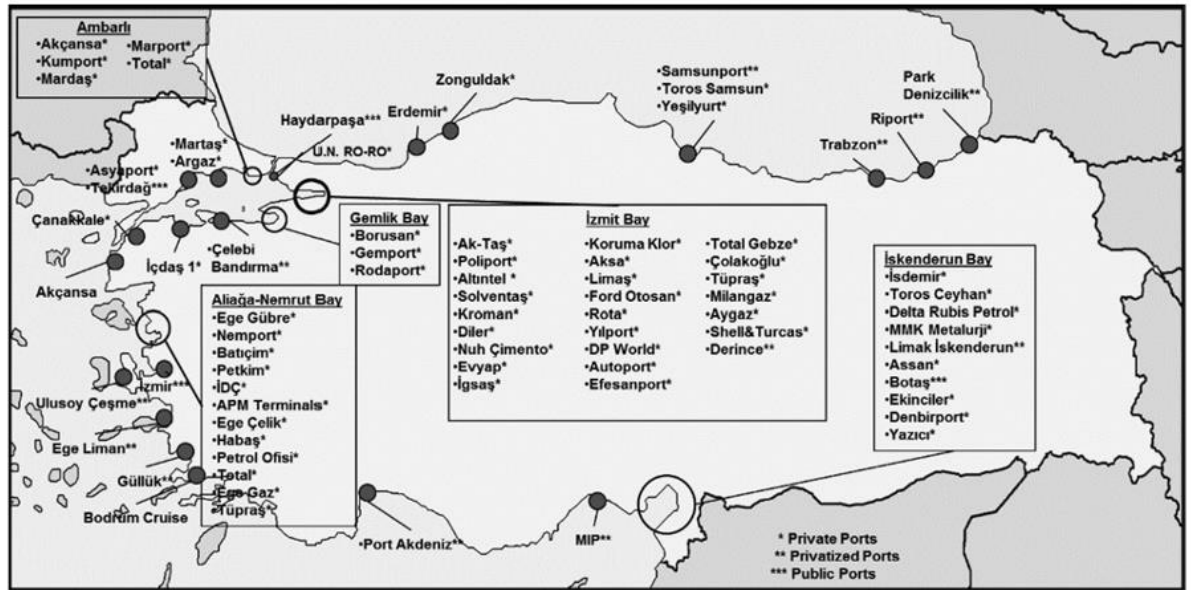 Ambarlı
•Akçansa* •Marport*
•Kumport* •Total*
•Mardaş*
Zonguldak*
Erdemir*
Haydarpaşa***
U.N. RO-RO*
•Martaş*
•Argaz*
•Asyaport*
•Tekirdağ***
•Samsunport**
•Toros Samsun*
•Yeşilyurt*
Park
Denizcilik**
Riport**
Trabzon**
Çanakkale*
İçdaş 1*
•Çelebi
Bandırma**
Akçansa
Gemlik Bay
•Borusan*
•Gemport*
•Rodaport*
İzmit Bay
•Ak-Taş* •Koruma Klor* •Total Gebze*
•Poliport* •Aksa* •Çolakoğlu*
•Altıntel * •Limaş* •Tüpraş*
•Solventaş* •Ford Otosan* •Milangaz*
•Kroman* •Rota* •Aygaz*
•Diler* •Yılport* •Shell&Turcas*
•Nuh Çimento* •DP World* •Derince**
•Evyap* •Autoport*
•İgsaş* •Efesanport*
İskenderun Bay
•İsdemir*
•Toros Ceyhan*
•Delta Rubis Petrol*
•MMK Metalurji*
•Limak İskenderun**
•Assan*
•Botaş***
•Ekinciler*
•Denbirport*
•Yazıcı*
Aliağa-Nemrut Bay
•Ege Gübre*
•Nemport*
•Batıçim*
•Petkim*
•İDÇ*
•APM Terminals*
•Ege Çelik*
•Habaş*
•Petrol Ofisi*
•Total*
•Ege Gaz*
•Tüpraş*
İzmir***
Ulusoy Çeşme***
Ege Liman**
Güllük**
Bodrum Cruise
•Port Akdeniz**
MIP**
* Private Ports
** Privatized Ports
*** Public Ports